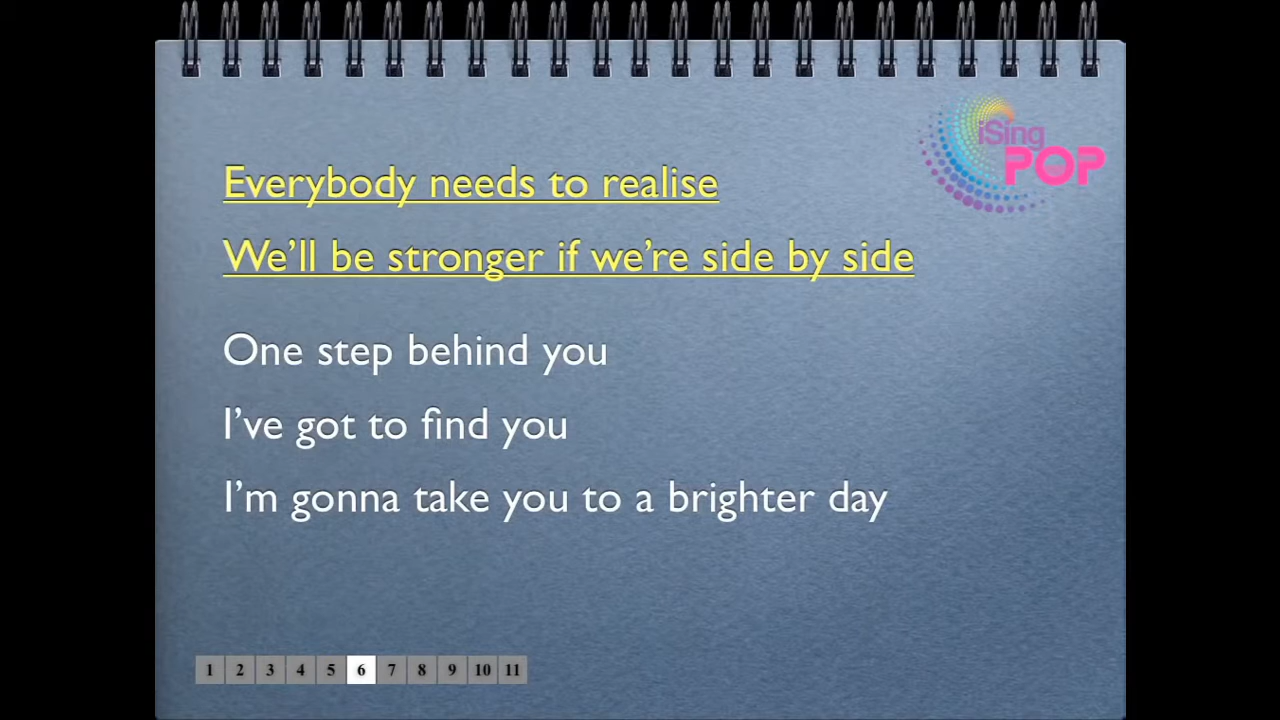 iSing
POP
Everybody needs to realise
We’ll be stronger if we’re side by side
One step behind you
I’ve got to find you
I’m gonna take you to a brighter day
1 2 3 4 5 6 7 8 9 10 11